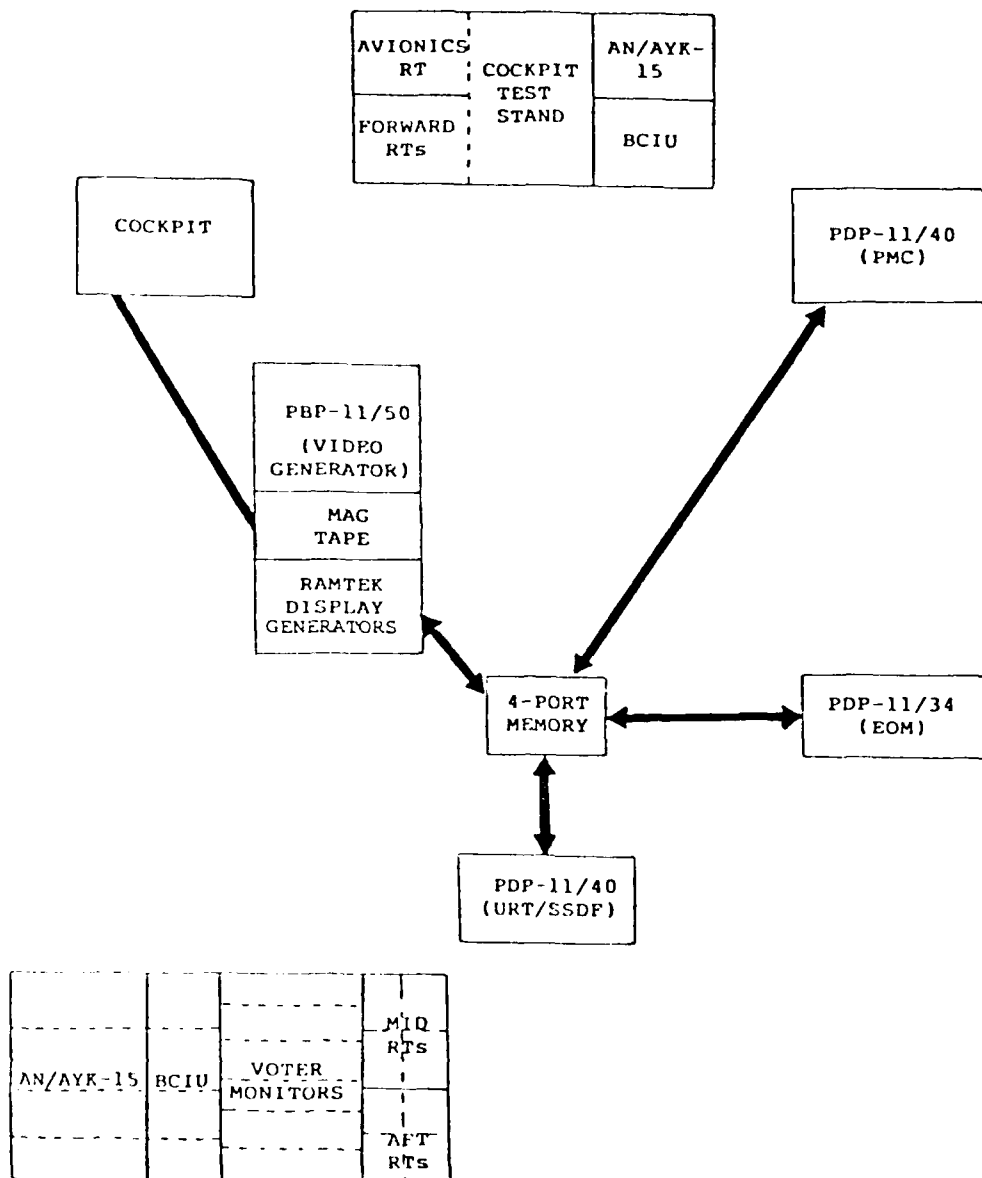 AVIONICS
RT
COCKPIT
TEST
STAND
AN/AYK-
15
FORWARD
RTs
BCIU
COCKPIT
PDP-11/40
(PMC)
PBP-11/50
(VIDEO
GENERATOR)
MAG
TAPE
RAMTEK
DISPLAY
GENERATORS
4-PORT
MEMORY
PDP-11/34
(EOM)
PDP-11/40
(URT/SSDF)
AN/AYK-15
BCIU
VOTER
MONITORS
MID
RTs
AFT
RTs